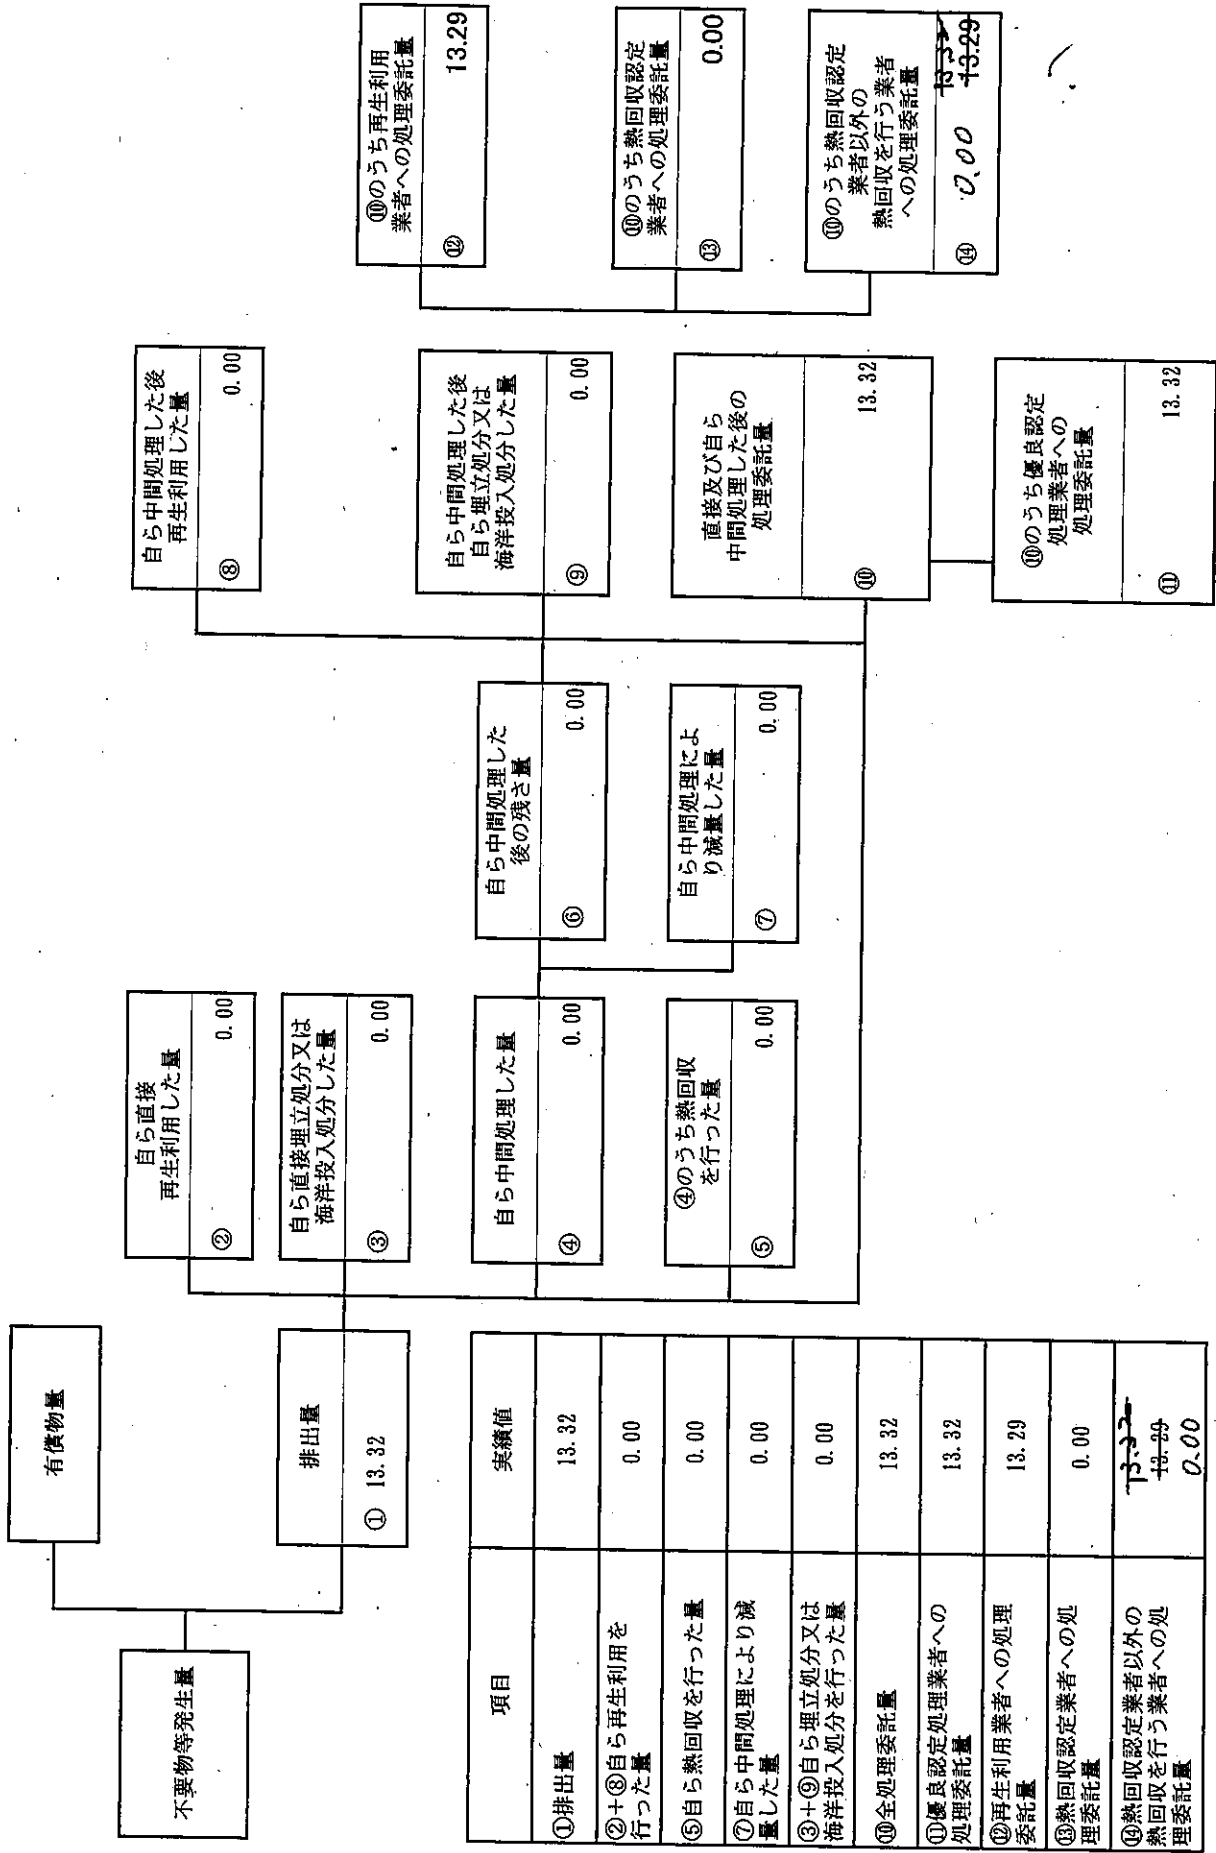 不要物等発生量
有償物量
排出量
① 13.32
自ら直接
再生利用した量
② 0.00
自ら直接埋立処分又は
海洋投入処分した量
③ 0.00
自ら中間処理した量
④ 0.00
④のうち熱回収
を行った量
⑤ 0.00
自ら中間処理した
後の残さ量
⑥ 0.00
自ら中間処理によ
り減量した量
⑦ 0.00
自ら中間処理した後
再生利用した量
⑧ 0.00
自ら中間処理した後
自ら埋立処分又は
海洋投入処分した量
⑨ 0.00
直接及び自ら
中間処理した後の
処理委託量
⑩ 13.32
⑩のうち優良認定
処理業者への
処理委託量
⑪ 13.32
⑩のうち再生利用
業者への処理委託量
⑫ 13.29
⑩のうち熱回収認定
業者への処理委託量
⑬ 0.00
⑩のうち熱回収認定
業者以外の
熱回収を行う業者
への処理委託量
13.32
⑭ 0.00 13.29
項目 実績値
①排出量 13.32
②+⑧自ら再生利用を
行った量 0.00
⑤自ら熱回収を行った量 0.00
⑦自ら中間処理により減
量した量 0.00
③+⑨自ら埋立処分又は
海洋投入処分を行った量 0.00
⑩全処理委託量 13.32
⑪優良認定処理業者への
処理委託量 13.32
⑫再生利用業者への処理
委託量 13.29
⑬熱回収認定業者への処
理委託量 0.00
⑭熱回収認定業者以外の
熱回収を行う業者への処
理委託量
13.32
13.29
0.00